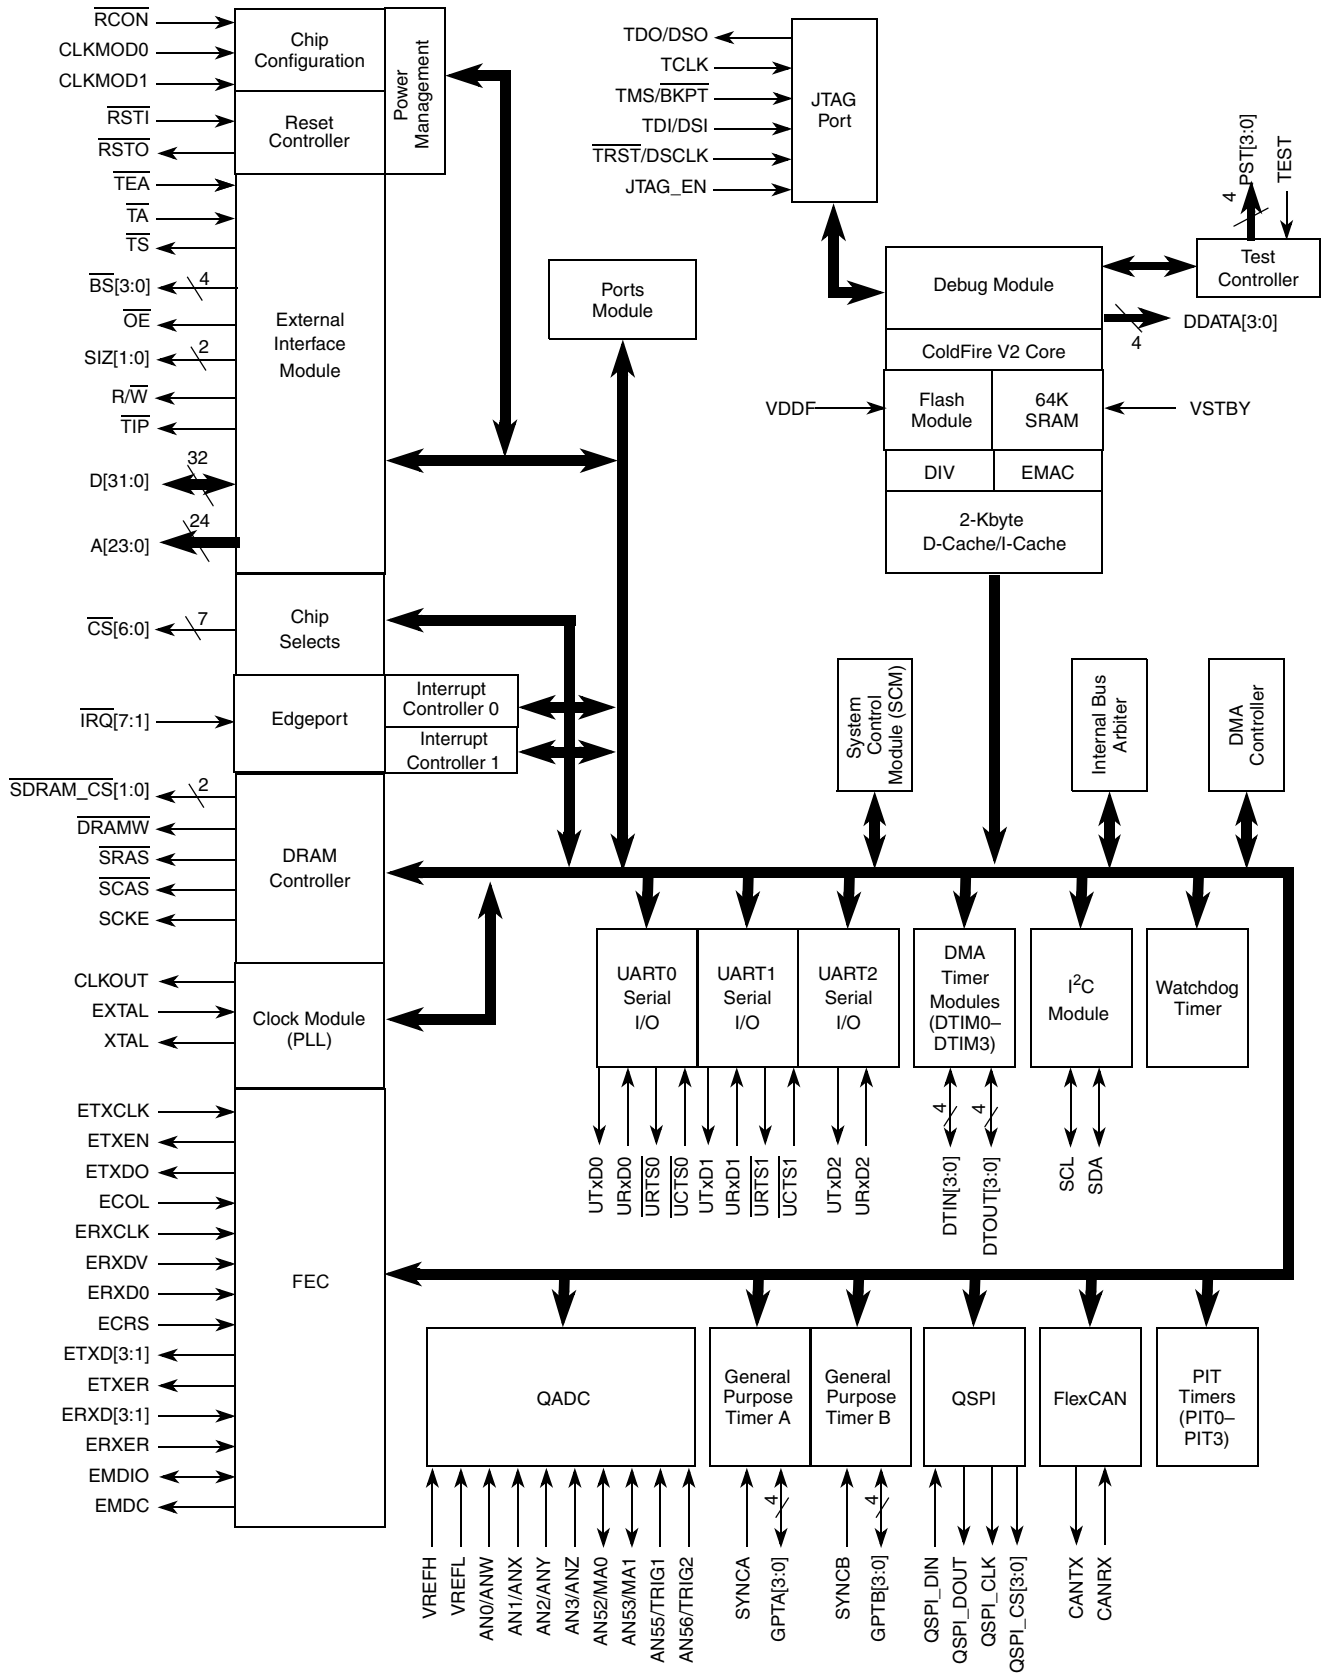 RCON
CLKMOD0
CLKMOD1
RSTI
RSTO
TEA
TA
TS
BS[3:0]
4
OE
SIZ[1:0]
2
R/W
TIP
D[31:0]
32
A[23:0]
24
CS[6:0]
7
IRQ[7:1]
SDRAM_CS[1:0]
2
DRAMW
SRAS
SCAS
SCKE
CLKOUT
EXTAL
XTAL
ETXCLK
ETXEN
ETXDO
ECOL
ERXCLK
ERXDV
ERXD0
ECRS
ETXD[3:1]
ETXER
ERXD[3:1]
ERXER
EMDIO
EMDC
Chip
Configuration
Reset
Controller
Power
Management
External
Interface
Module
Chip
Selects
Edgeport
Interrupt
Controller 0
Interrupt
Controller 1
DRAM
Controller
Clock Module
(PLL)
FEC
Ports
Module
TDO/DSO
TCLK
TMS/BKPT
TDI/DSI
TRST/DSCLK
JTAG_EN
JTAG
Port
4
PST[3:0]
TEST
Test
Controller
Debug Module
DDATA[3:0]
4
ColdFire V2 Core
VDDF
Flash
Module
64K
SRAM
VSTBY
DIV
EMAC
2-Kbyte
D-Cache/I-Cache
System
Control
Module (SCM)
Internal Bus
Arbiter
DMA
Controller
UART0
Serial
I/O
UART1
Serial
I/O
UART2
Serial
I/O
DMA
Timer
Modules
(DTIM0–
DTIM3)
I2C
Module
Watchdog
Timer
4
4
UTxD0
URxD0
URTS0
UCTS0
UTxD1
URxD1
URTS1
UCTS1
UTxD2
URxD2
DTIN[3:0]
DTOUT[3:0]
SCL
SDA
QADC
General
Purpose
Timer A
General
Purpose
Timer B
QSPI
FlexCAN
PIT
Timers
(PIT0–
PIT3)
4
4
VREFH
VREFL
AN0/ANW
AN1/ANX
AN2/ANY
AN3/ANZ
AN52/MA0
AN53/MA1
AN55/TRIG1
AN56/TRIG2
SYNCA
GPTA[3:0]
SYNCB
GPTB[3:0]
QSPI_DIN
QSPI_DOUT
QSPI_CLK
QSPI_CS[3:0]
CANTX
CANRX